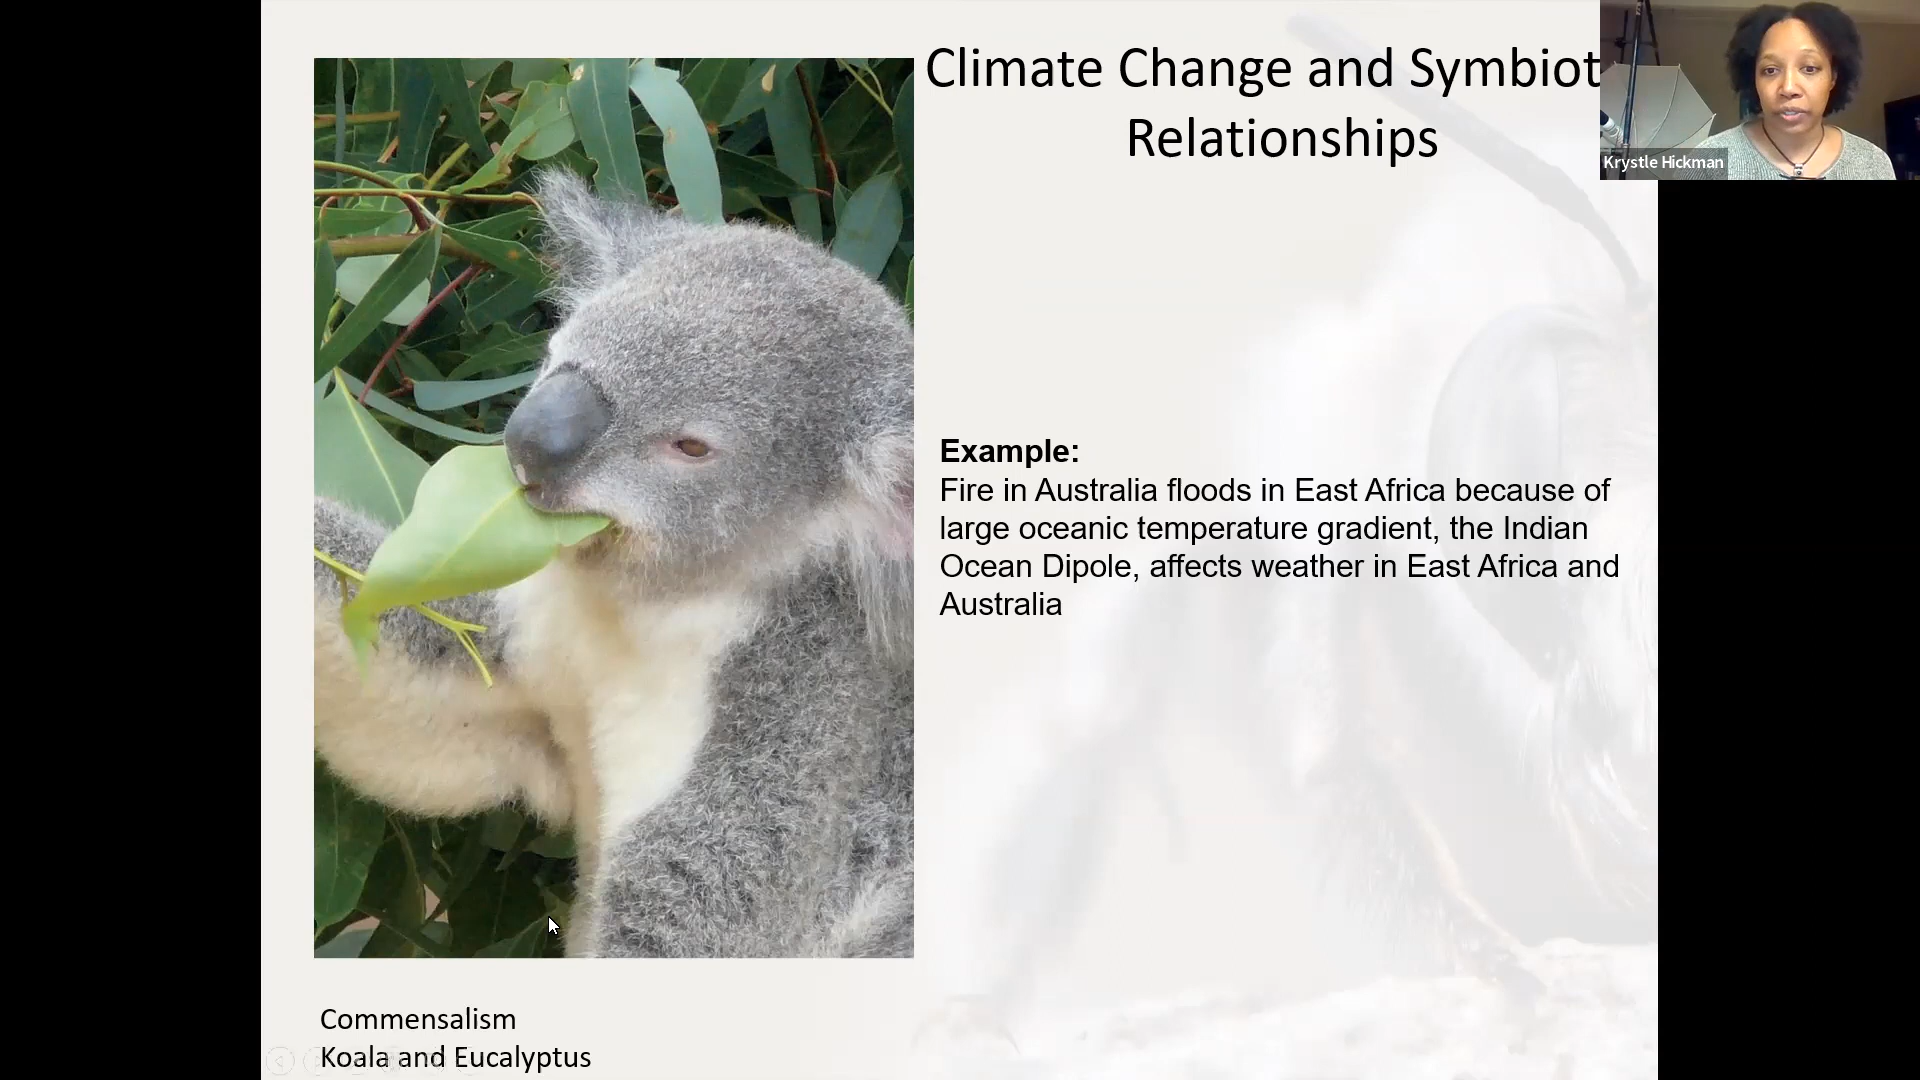 Climate Change and Symbiot
Relationships
Krystle Hickman
Example:
Fire in Australia floods in East Africa because of
large oceanic temperature gradient, the Indian
Ocean Dipole, affects weather in East Africa and
Australia
Commensalism
Koala and Eucalyptus